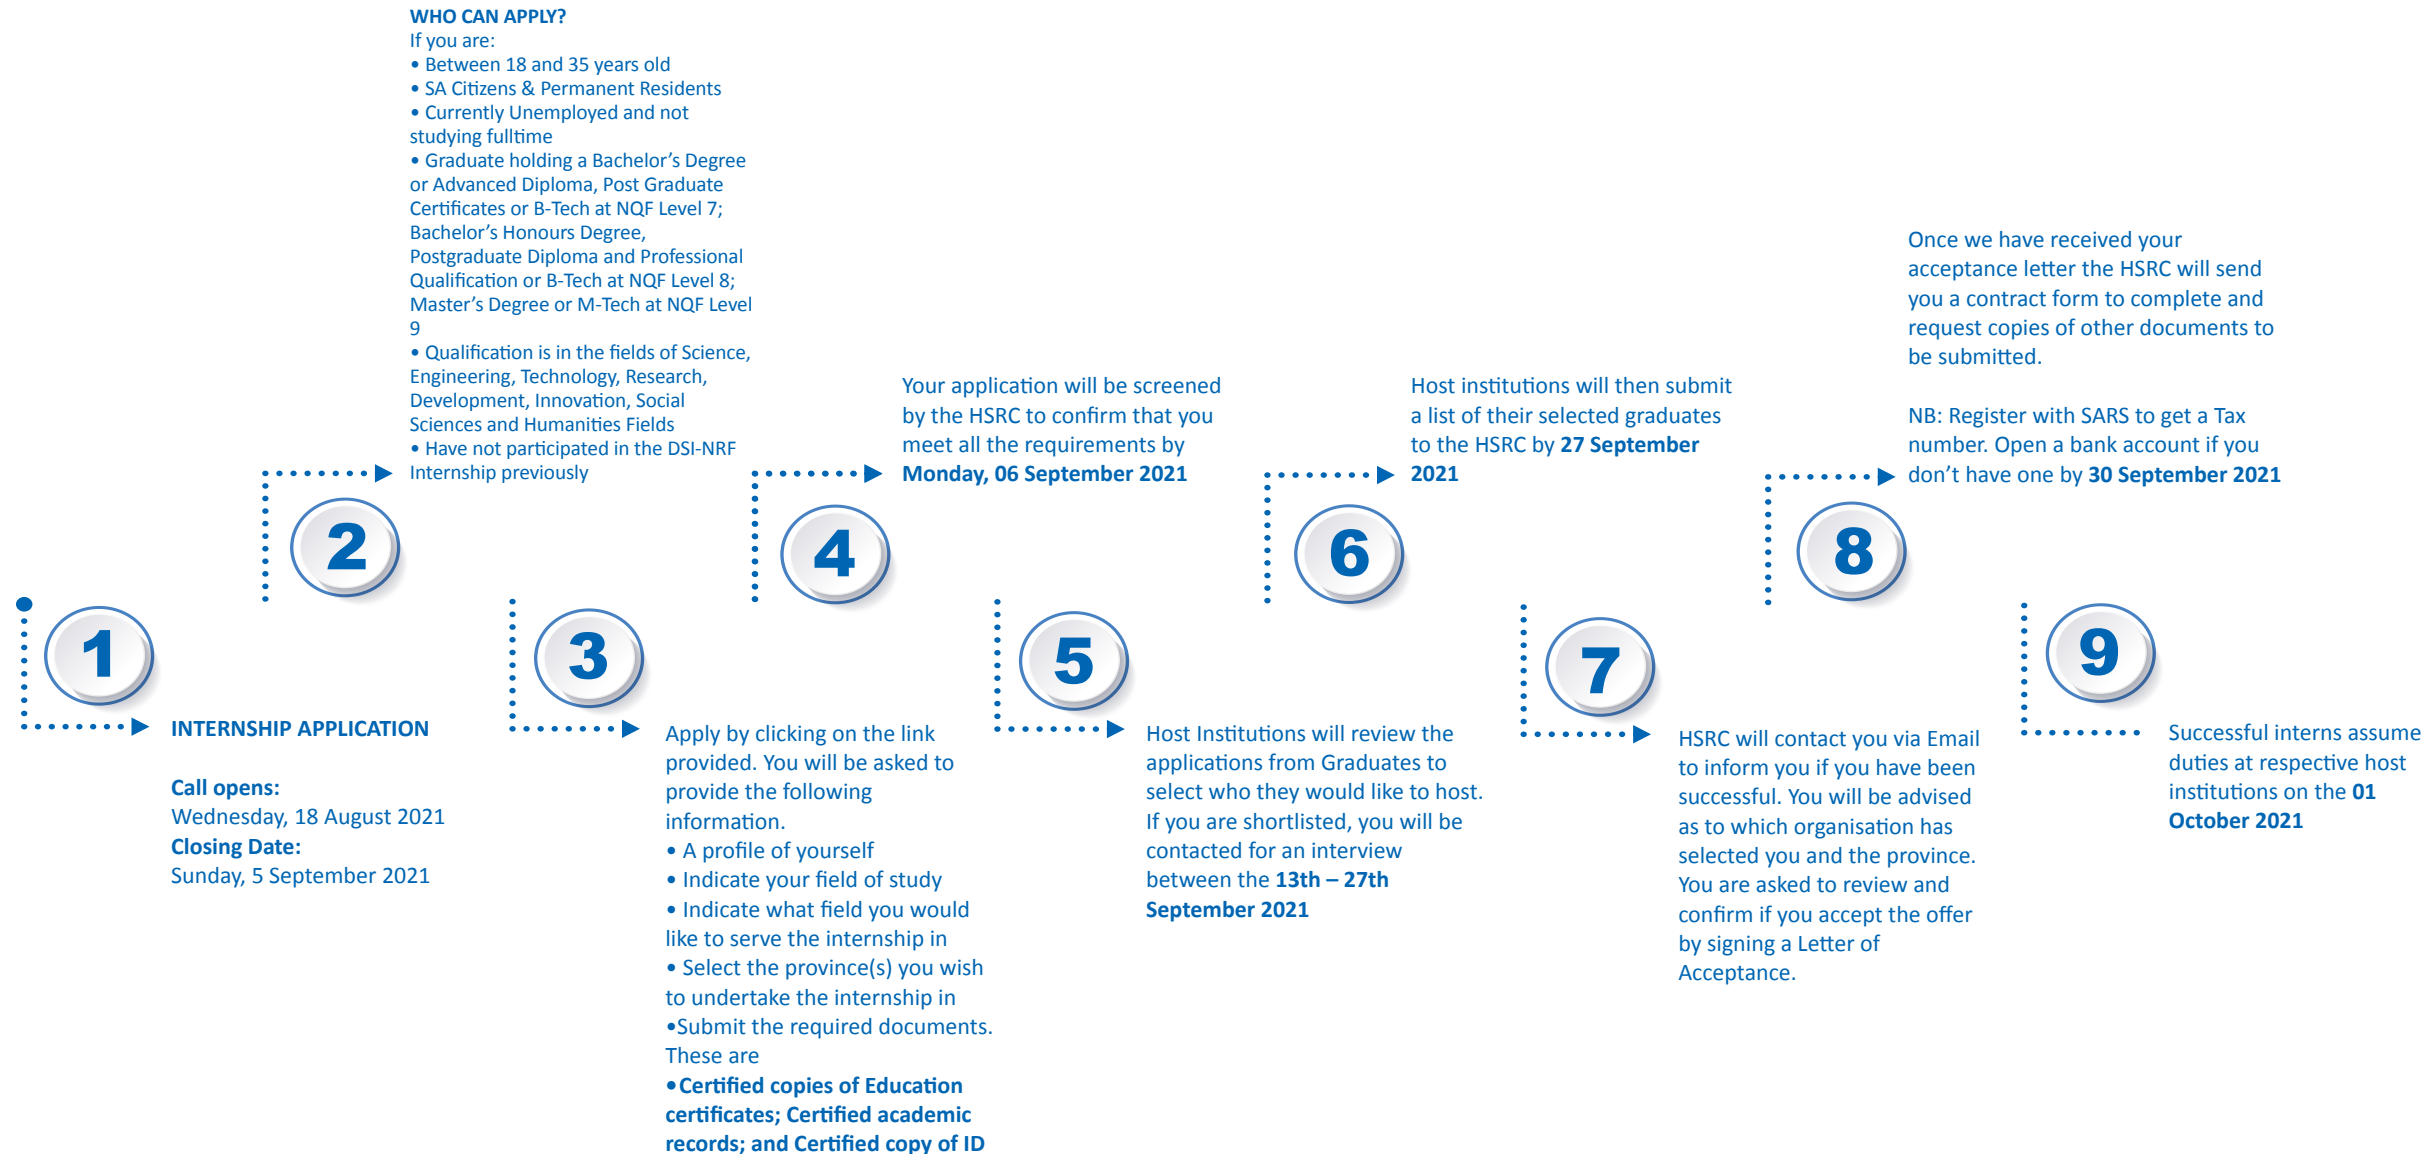 1
INTERNSHIP APPLICATION
Call opens:
Wednesday, 18 August 2021
Closing Date:
Sunday, 5 September 2021
2
WHO CAN APPLY?
If you are:
• Between 18 and 35 years old
• SA Citizens & Permanent Residents
• Currently Unemployed and not
studying fulltime
• Graduate holding a Bachelor’s Degree
or Advanced Diploma, Post Graduate
Certificates or B-Tech at NQF Level 7;
Bachelor’s Honours Degree,
Postgraduate Diploma and Professional
Qualification or B-Tech at NQF Level 8;
Master’s Degree or M-Tech at NQF Level
9
• Qualification is in the fields of Science,
Engineering, Technology, Research,
Development, Innovation, Social
Sciences and Humanities Fields
• Have not participated in the DSI-NRF
Internship previously
3
Apply by clicking on the link
provided. You will be asked to
provide the following
information.
• A profile of yourself
• Indicate your field of study
• Indicate what field you would
like to serve the internship in
• Select the province(s) you wish
to undertake the internship in
•Submit the required documents.
These are
•Certified copies of Education
certificates; Certified academic
records; and Certified copy of ID
4
Your application will be screened
by the HSRC to confirm that you
meet all the requirements by
Monday, 06 September 2021
5
Host Institutions will review the
applications from Graduates to
select who they would like to host.
If you are shortlisted, you will be
contacted for an interview
between the 13th – 27th
September 2021
6
Host institutions will then submit
a list of their selected graduates
to the HSRC by 27 September
2021
7
HSRC will contact you via Email
to inform you if you have been
successful. You will be advised
as to which organisation has
selected you and the province.
You are asked to review and
confirm if you accept the offer
by signing a Letter of
Acceptance.
8
Once we have received your
acceptance letter the HSRC will send
you a contract form to complete and
request copies of other documents to
be submitted.
NB: Register with SARS to get a Tax
number. Open a bank account if you
don’t have one by 30 September 2021
9
Successful interns assume
duties at respective host
institutions on the 01
October 2021